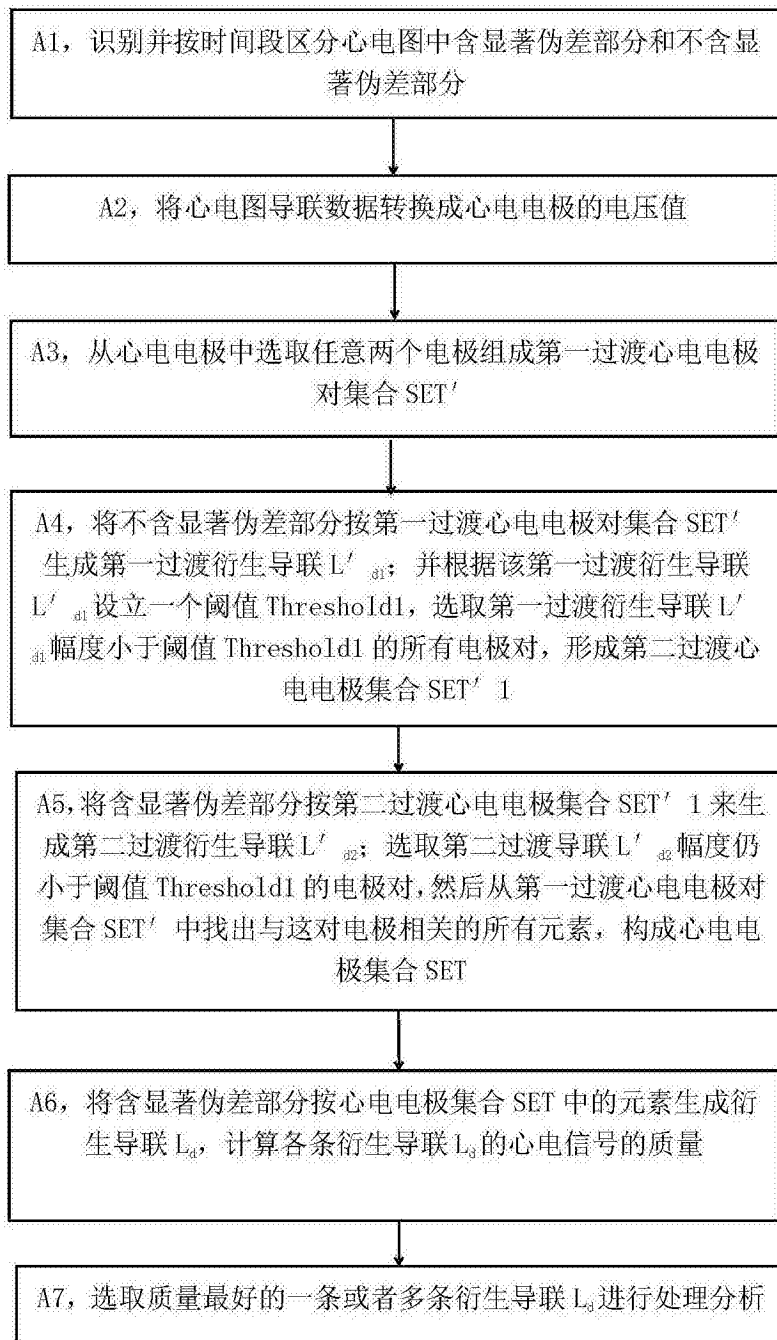 A1，识别并按时间段区分心电图中含显著伪差部分和不含显
著伪差部分
A2，将心电图导联数据转换成心电电极的电压值
A3，从心电电极中选取任意两个电极组成第一过渡心电电极
对集合 SET′
A4，将不含显著伪差部分按第一过渡心电电极对集合 SET′
生成第一过渡衍生导联 L′d1；并根据该第一过渡衍生导联
L′d1 设立一个阈值 Threshold1，选取第一过渡衍生导联 L′
d1 幅度小于阈值 Threshold1 的所有电极对，形成第二过渡心
电电极集合 SET′1
A5，将含显著伪差部分按第二过渡心电电极集合 SET′1 来生
成第二过渡衍生导联 L′d2；选取第二过渡导联 L′d2 幅度仍
小于阈值 Threshold1 的电极对，然后从第一过渡心电电极对
集合 SET′中找出与这对电极相关的所有元素，构成心电电
极集合 SET
A6，将含显著伪差部分按心电电极集合 SET 中的元素生成衍
生导联 Ld，计算各条衍生导联 Ld 的心电信号的质量
A7，选取质量最好的一条或者多条衍生导联 Ld 进行处理分析